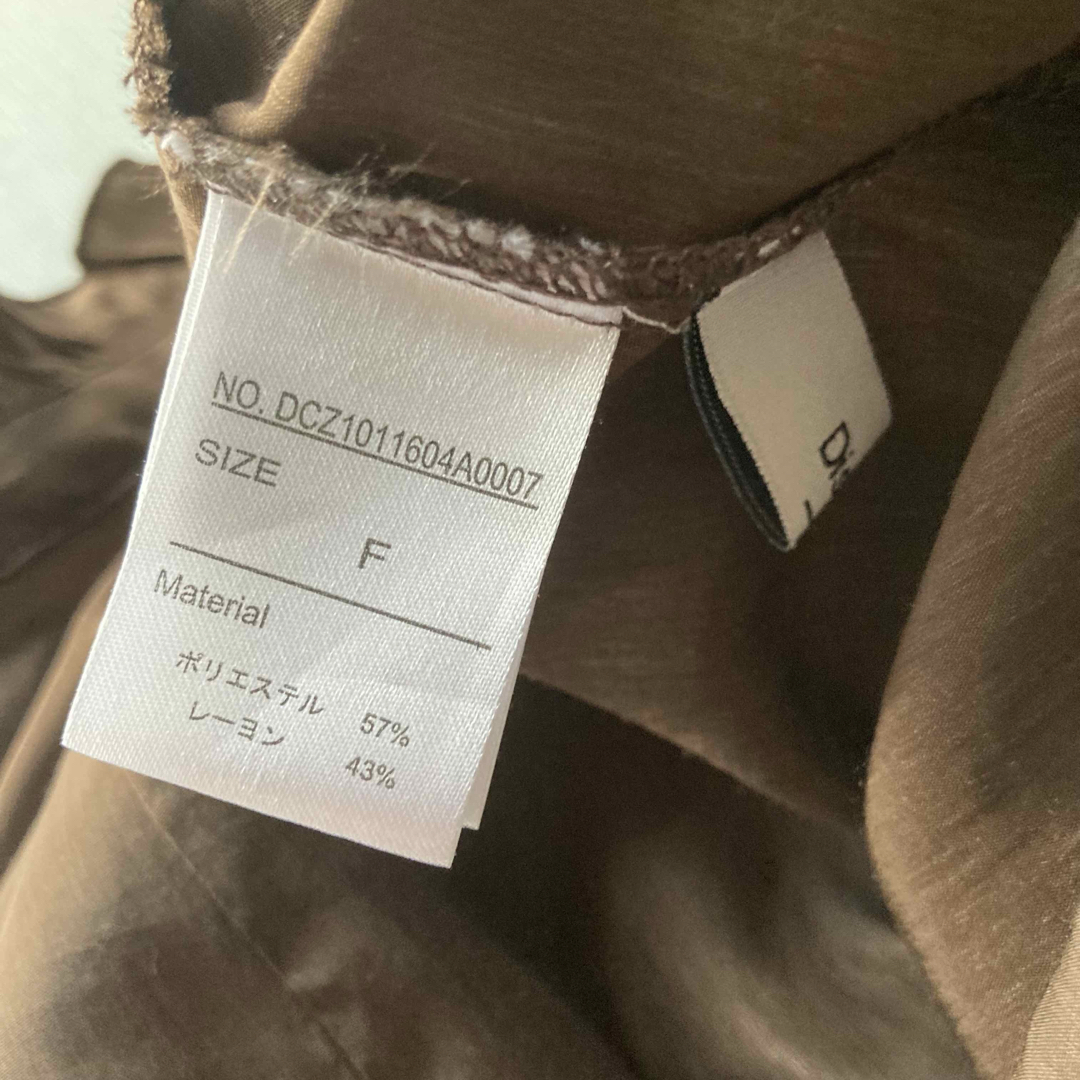 NO. DCZ1011604A0007
SIZE
F
Material
ポリエステル 57%
レーヨン 43%